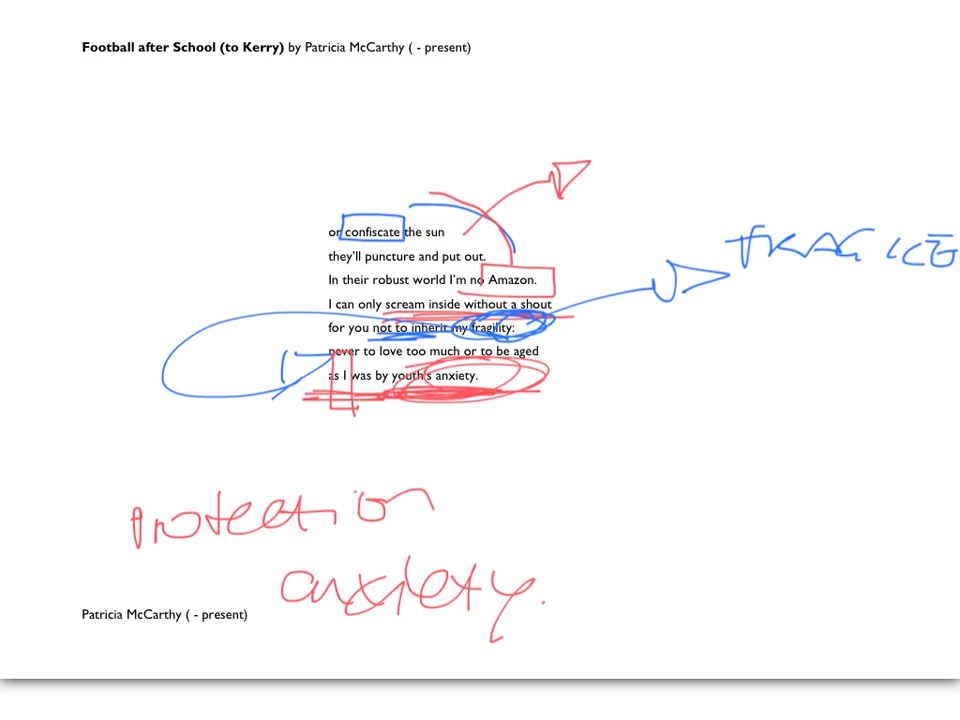 Football after School (to Kerry) by Patricia McCarthy ( - present)
or confiscate the sun
they'll puncture and put out.
In their robust world I'm no Amazon.
I can only scream inside without a shout
for you not to inherit my fragility:
never to love too much or to be aged
as I was by youth's anxiety.
protection
anxiety.
Patricia McCarthy ( - present)